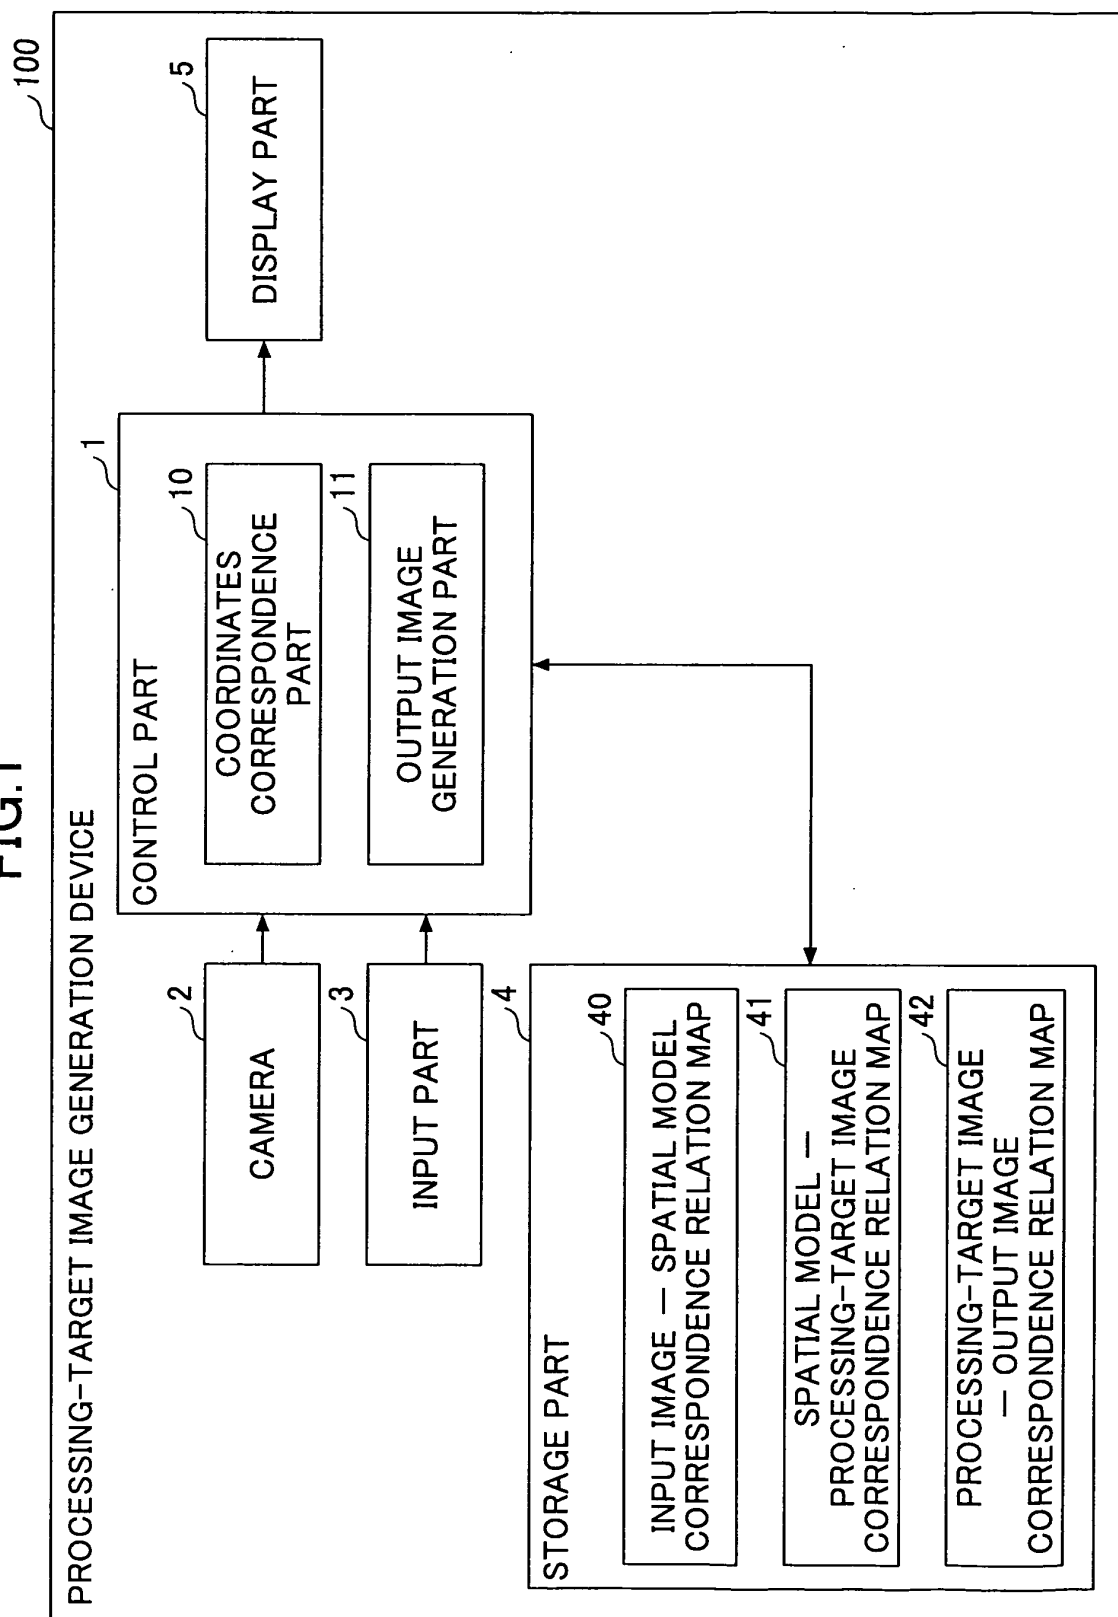 FIG.1
100
PROCESSING-TARGET IMAGE GENERATION DEVICE
2
CAMERA
3
INPUT PART
1
CONTROL PART
10
COORDINATES
CORRESPONDENCE
PART
11
OUTPUT IMAGE
GENERATION PART
5
DISPLAY PART
4
STORAGE PART
40
INPUT IMAGE — SPATIAL MODEL
CORRESPONDENCE RELATION MAP
41
SPATIAL MODEL —
PROCESSING-TARGET IMAGE
CORRESPONDENCE RELATION MAP
42
PROCESSING-TARGET IMAGE
— OUTPUT IMAGE
CORRESPONDENCE RELATION MAP